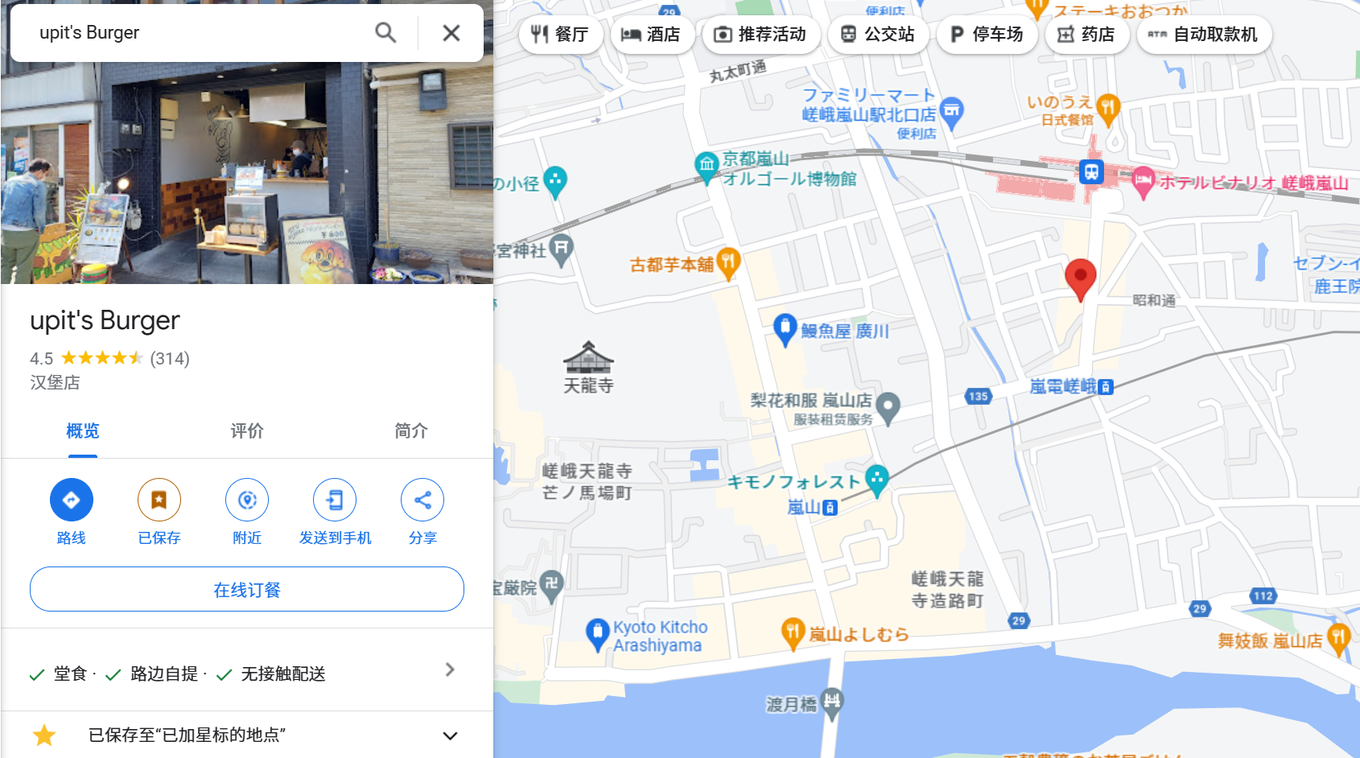 upit's Burger
upit's Burger
4.5
(314)
汉堡店
概览
评价
简介
路线
已保存
附近
发送到手机
分享
在线订餐
堂食 · 路边自提 · 无接触配送
已保存至“已加星标的地点”
餐厅
酒店
推荐活动
公交站
P 停车场
药店
ATM 自动取款机
29
便利店
ステーキおおつか
丸太町通
ファミリーマート
嵯峨嵐山駅北口店
便利店
いのうえ
日式餐馆
京都嵐山
オルゴール博物館
の小径
ホテルビナリオ 嵯峨嵐山
宮神社
古都芋本舗
セブン-イ
鹿王院
昭和通
鰻魚屋 廣川
天龍寺
嵐電嵯峨
135
梨花和服 嵐山店
服装租赁服务
嵯峨天龍寺
芒ノ馬場町
キモノフォレスト
嵐山
嵯峨天龍
寺造路町
宝厳院
29
29
112
Kyoto Kitcho
Arashiyama
嵐山よしむら
舞妓飯 嵐山店
渡月橋